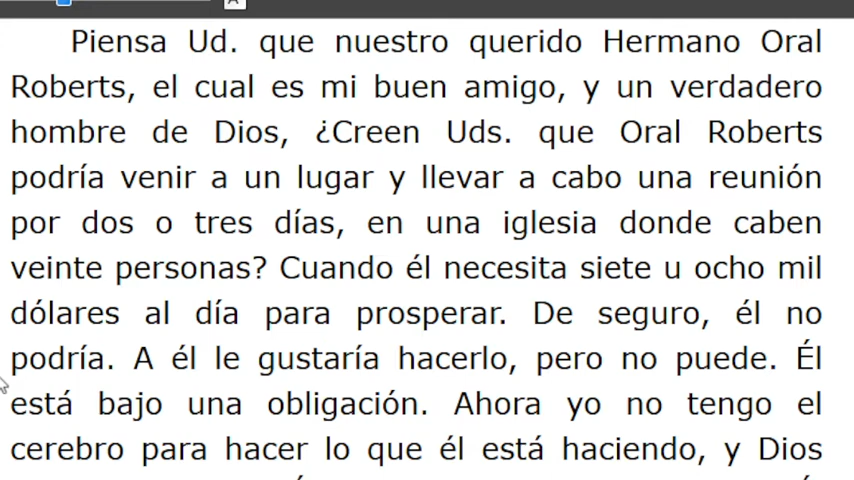 Piensa Ud. que nuestro querido Hermano Oral
Roberts, el cual es mi buen amigo, y un verdadero
hombre de Dios, ¿Creen Uds. que Oral Roberts
podría venir a un lugar y llevar a cabo una reunión
por dos o tres días, en una iglesia donde caben
veinte personas? Cuando él necesita siete u ocho mil
dólares al día para prosperar. De seguro, él no
podría. A él le gustaría hacerlo, pero no puede. Él
está bajo una obligación. Ahora yo no tengo el
cerebro para hacer lo que él está haciendo, y Dios